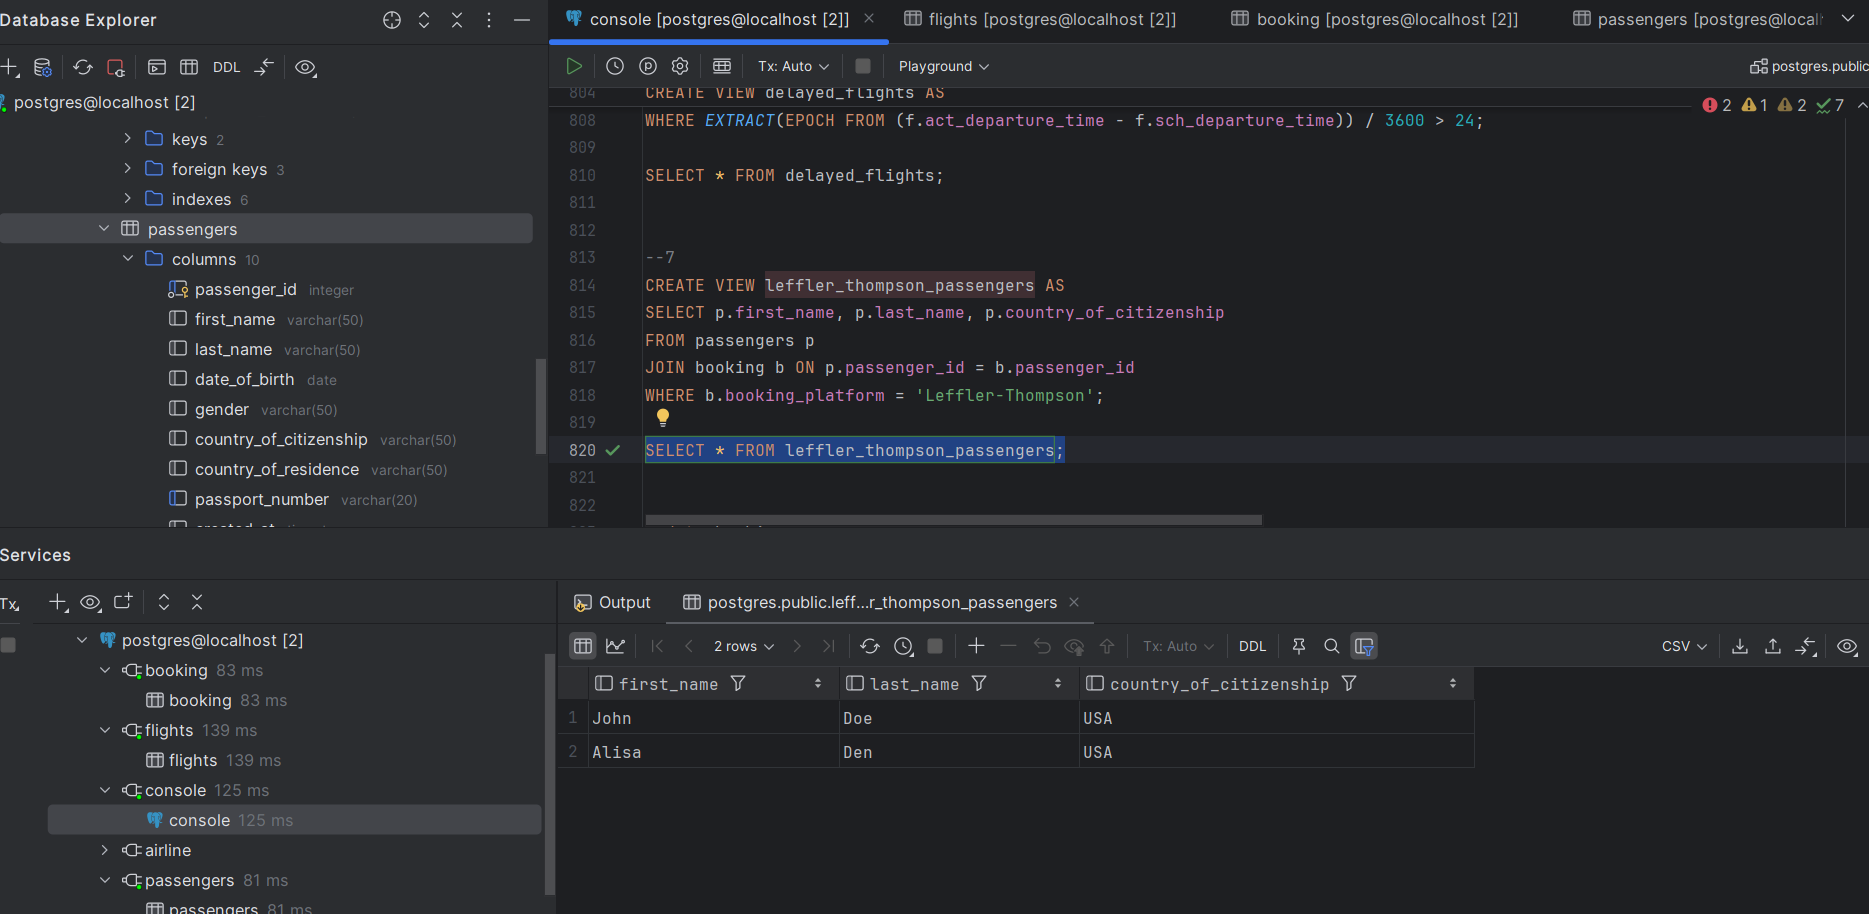 Database Explorer
DDL
postgres@localhost [2]
keys 2
foreign keys 3
indexes 6
passengers
columns 10
passenger_id integer
first_name varchar(50)
last_name varchar(50)
date_of_birth date
gender varchar(50)
country_of_citizenship varchar(50)
country_of_residence varchar(50)
passport_number varchar(20)
console [postgres@localhost [2]]
flights [postgres@localhost [2]]
booking [postgres@localhost [2]]
passengers [postgres@local
Tx: Auto
Playground
postgres.public
2 1 2 7
804 CREATE VIEW delayed_flights AS
808 WHERE EXTRACT(EPOCH FROM (f.act_departure_time - f.sch_departure_time)) / 3600 > 24;
809
810 SELECT * FROM delayed_flights;
811
812
813 --7
814 CREATE VIEW leffler_thompson_passengers AS
815 SELECT p.first_name, p.last_name, p.country_of_citizenship
816 FROM passengers p
817 JOIN booking b ON p.passenger_id = b.passenger_id
818 WHERE b.booking_platform = 'Leffler-Thompson';
819
820 SELECT * FROM leffler_thompson_passengers;
821
822
Services
Tx
postgres@localhost [2]
booking 83 ms
booking 83 ms
flights 139 ms
flights 139 ms
console 125 ms
console 125 ms
airline
passengers 81 ms
passengers 81 ms
Output
postgres.public.leff...r_thompson_passengers
2 rows
Tx: Auto
DDL
CSV
first_name last_name country_of_citizenship
1 John Doe USA
2 Alisa Den USA